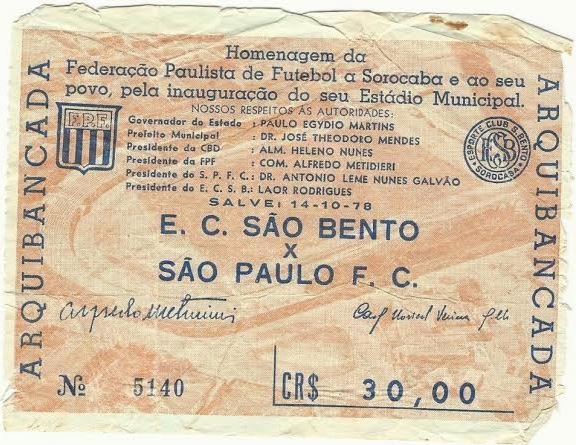 Homenagem da
Federação Paulista de Futebol a Sorocaba e ao seu
povo, pela inauguração do seu Estádio Municipal.
NOSSOS RESPEITOS ÀS AUTORIDADES:
Governador do Estado : PAULO EGYDIO MARTINS
Prefeito Municipal : DR. JOSÉ THEODORO MENDES
Presidente da CBD : ALM. HELENO NUNES
Presidente da FPF : COM. ALFREDO METIDIERI
Presidente do S. P. F. C.: DR. ANTONIO LEME NUNES GALVÃO
Presidente do E. C. S. B.: LAOR RODRIGUES
SALVE: 14-10-78
E. C. SÃO BENTO
X
SÃO PAULO F. C.
Nº 5140
CR$ 30,00
ARQUIBANCADA
ARQUIBANCADA
F.P.F.
ESPORTE CLUB S. BENTO
SOROCABA